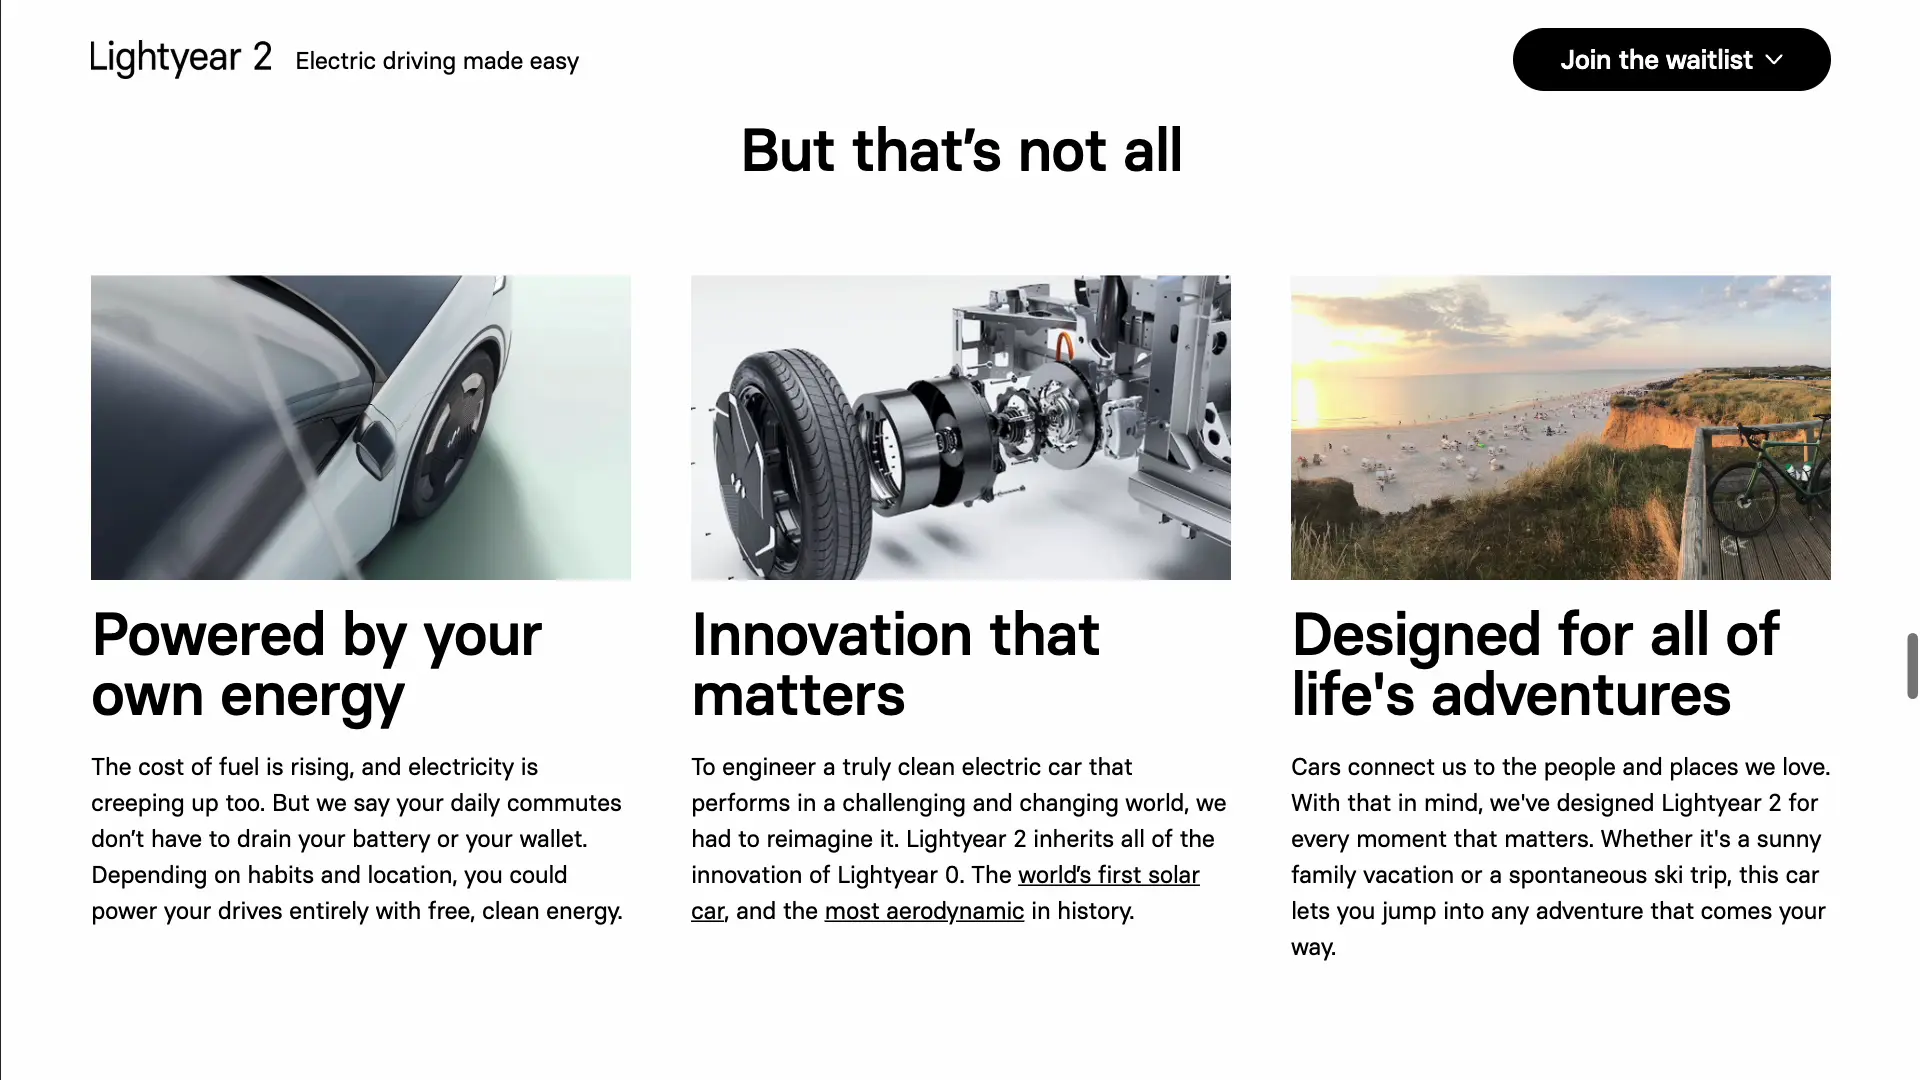 Lightyear 2 Electric driving made easy
Join the waitlist
But that’s not all
Powered by your
own energy
The cost of fuel is rising, and electricity is
creeping up too. But we say your daily commutes
don’t have to drain your battery or your wallet.
Depending on habits and location, you could
power your drives entirely with free, clean energy.
Innovation that
matters
To engineer a truly clean electric car that
performs in a challenging and changing world, we
had to reimagine it. Lightyear 2 inherits all of the
innovation of Lightyear 0. The world’s first solar
car, and the most aerodynamic in history.
Designed for all of
life's adventures
Cars connect us to the people and places we love.
With that in mind, we've designed Lightyear 2 for
every moment that matters. Whether it's a sunny
family vacation or a spontaneous ski trip, this car
lets you jump into any adventure that comes your
way.